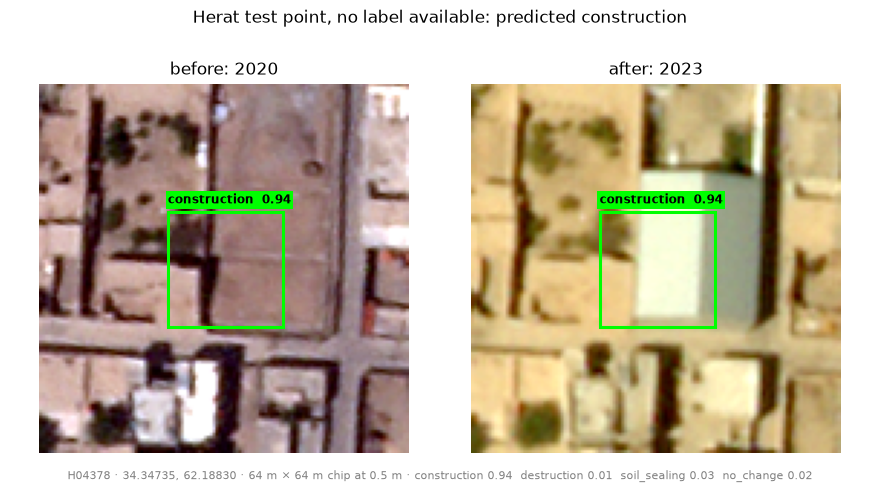 Herat test point, no label available: predicted construction
before: 2020
after: 2023
construction 0.94
construction 0.94
H04378 · 34.34735, 62.18830 · 64 m × 64 m chip at 0.5 m · construction 0.94 destruction 0.01 soil_sealing 0.03 no_change 0.02